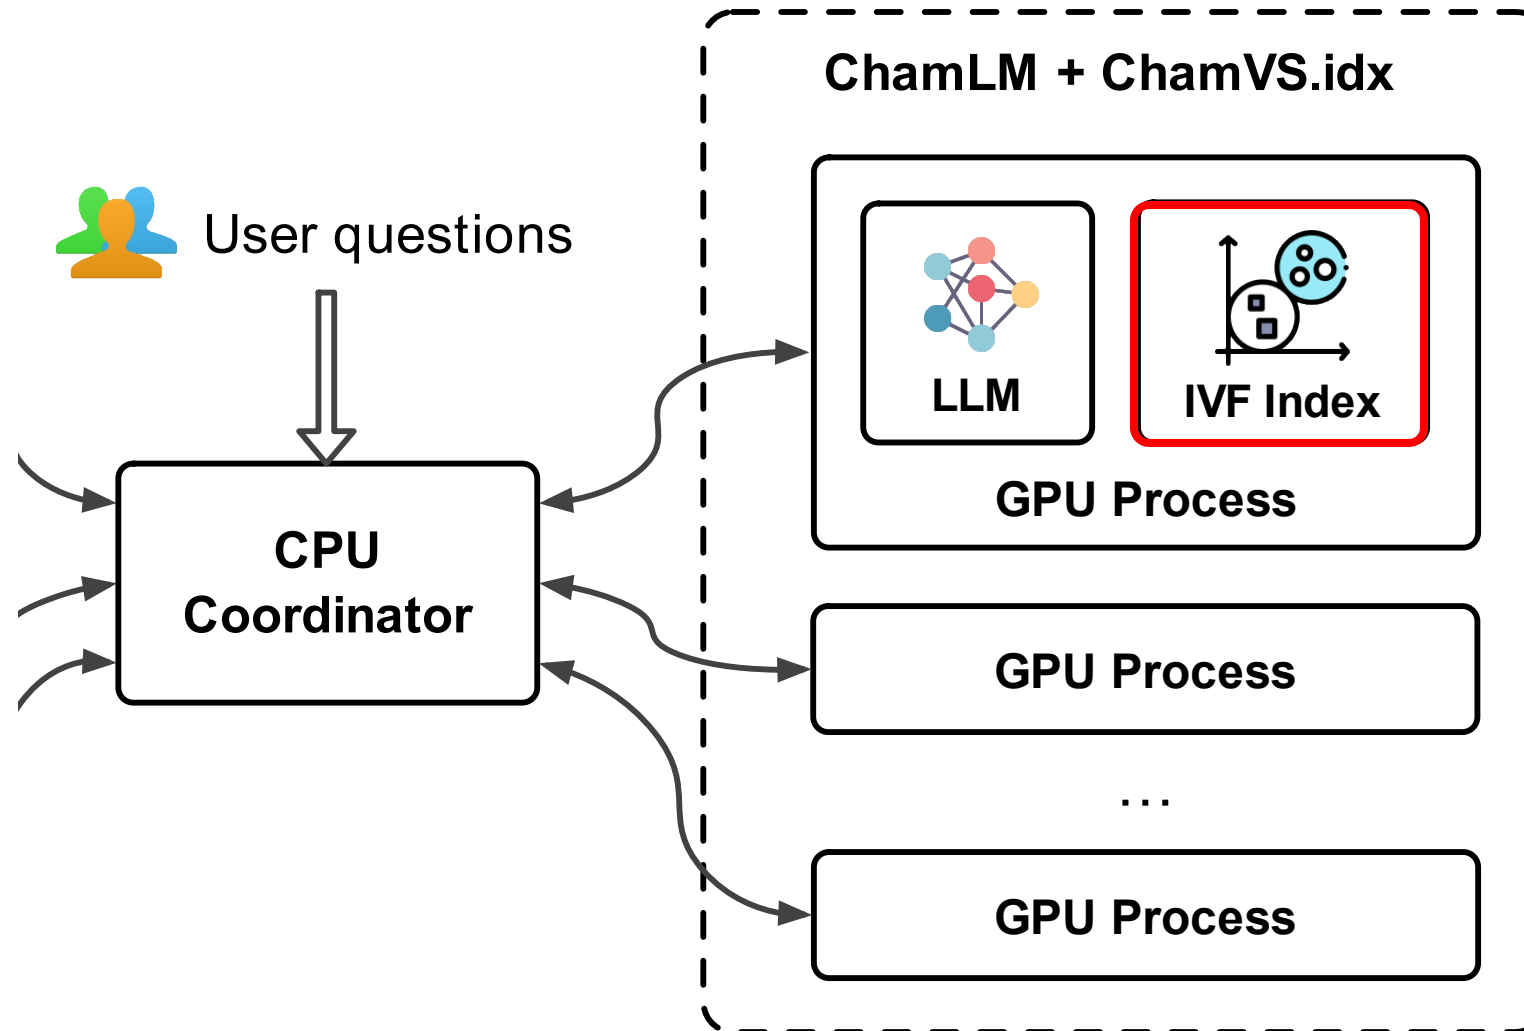 ChamLM + ChamVS.idx
User questions
LLM
IVF Index
GPU Process
CPU
Coordinator
GPU Process
...
GPU Process